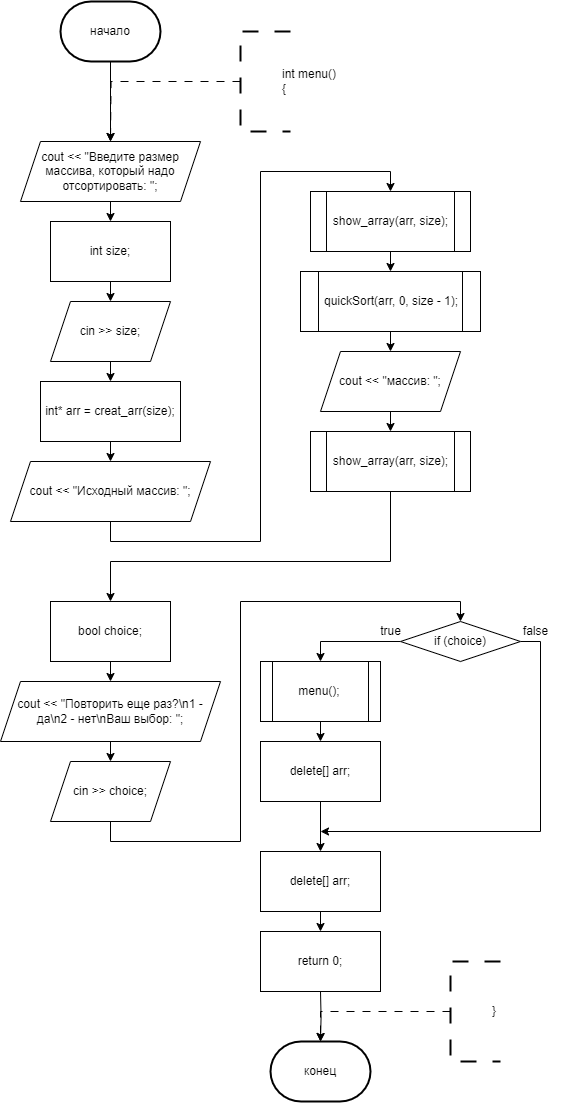 начало
int menu()
{
cout << "Введите размер
массива, который надо
отсортировать: ";
int size;
cin >> size;
int* arr = creat_arr(size);
cout << "Исходный массив: ";
show_array(arr, size);
quickSort(arr, 0, size - 1);
cout << "массив: ";
show_array(arr, size);
bool choice;
cout << "Повторить еще раз?\n1 -
да\n2 - нет\nВаш выбор: ";
cin >> choice;
if (choice)
true
false
menu();
delete[] arr;
delete[] arr;
return 0;
}
конец